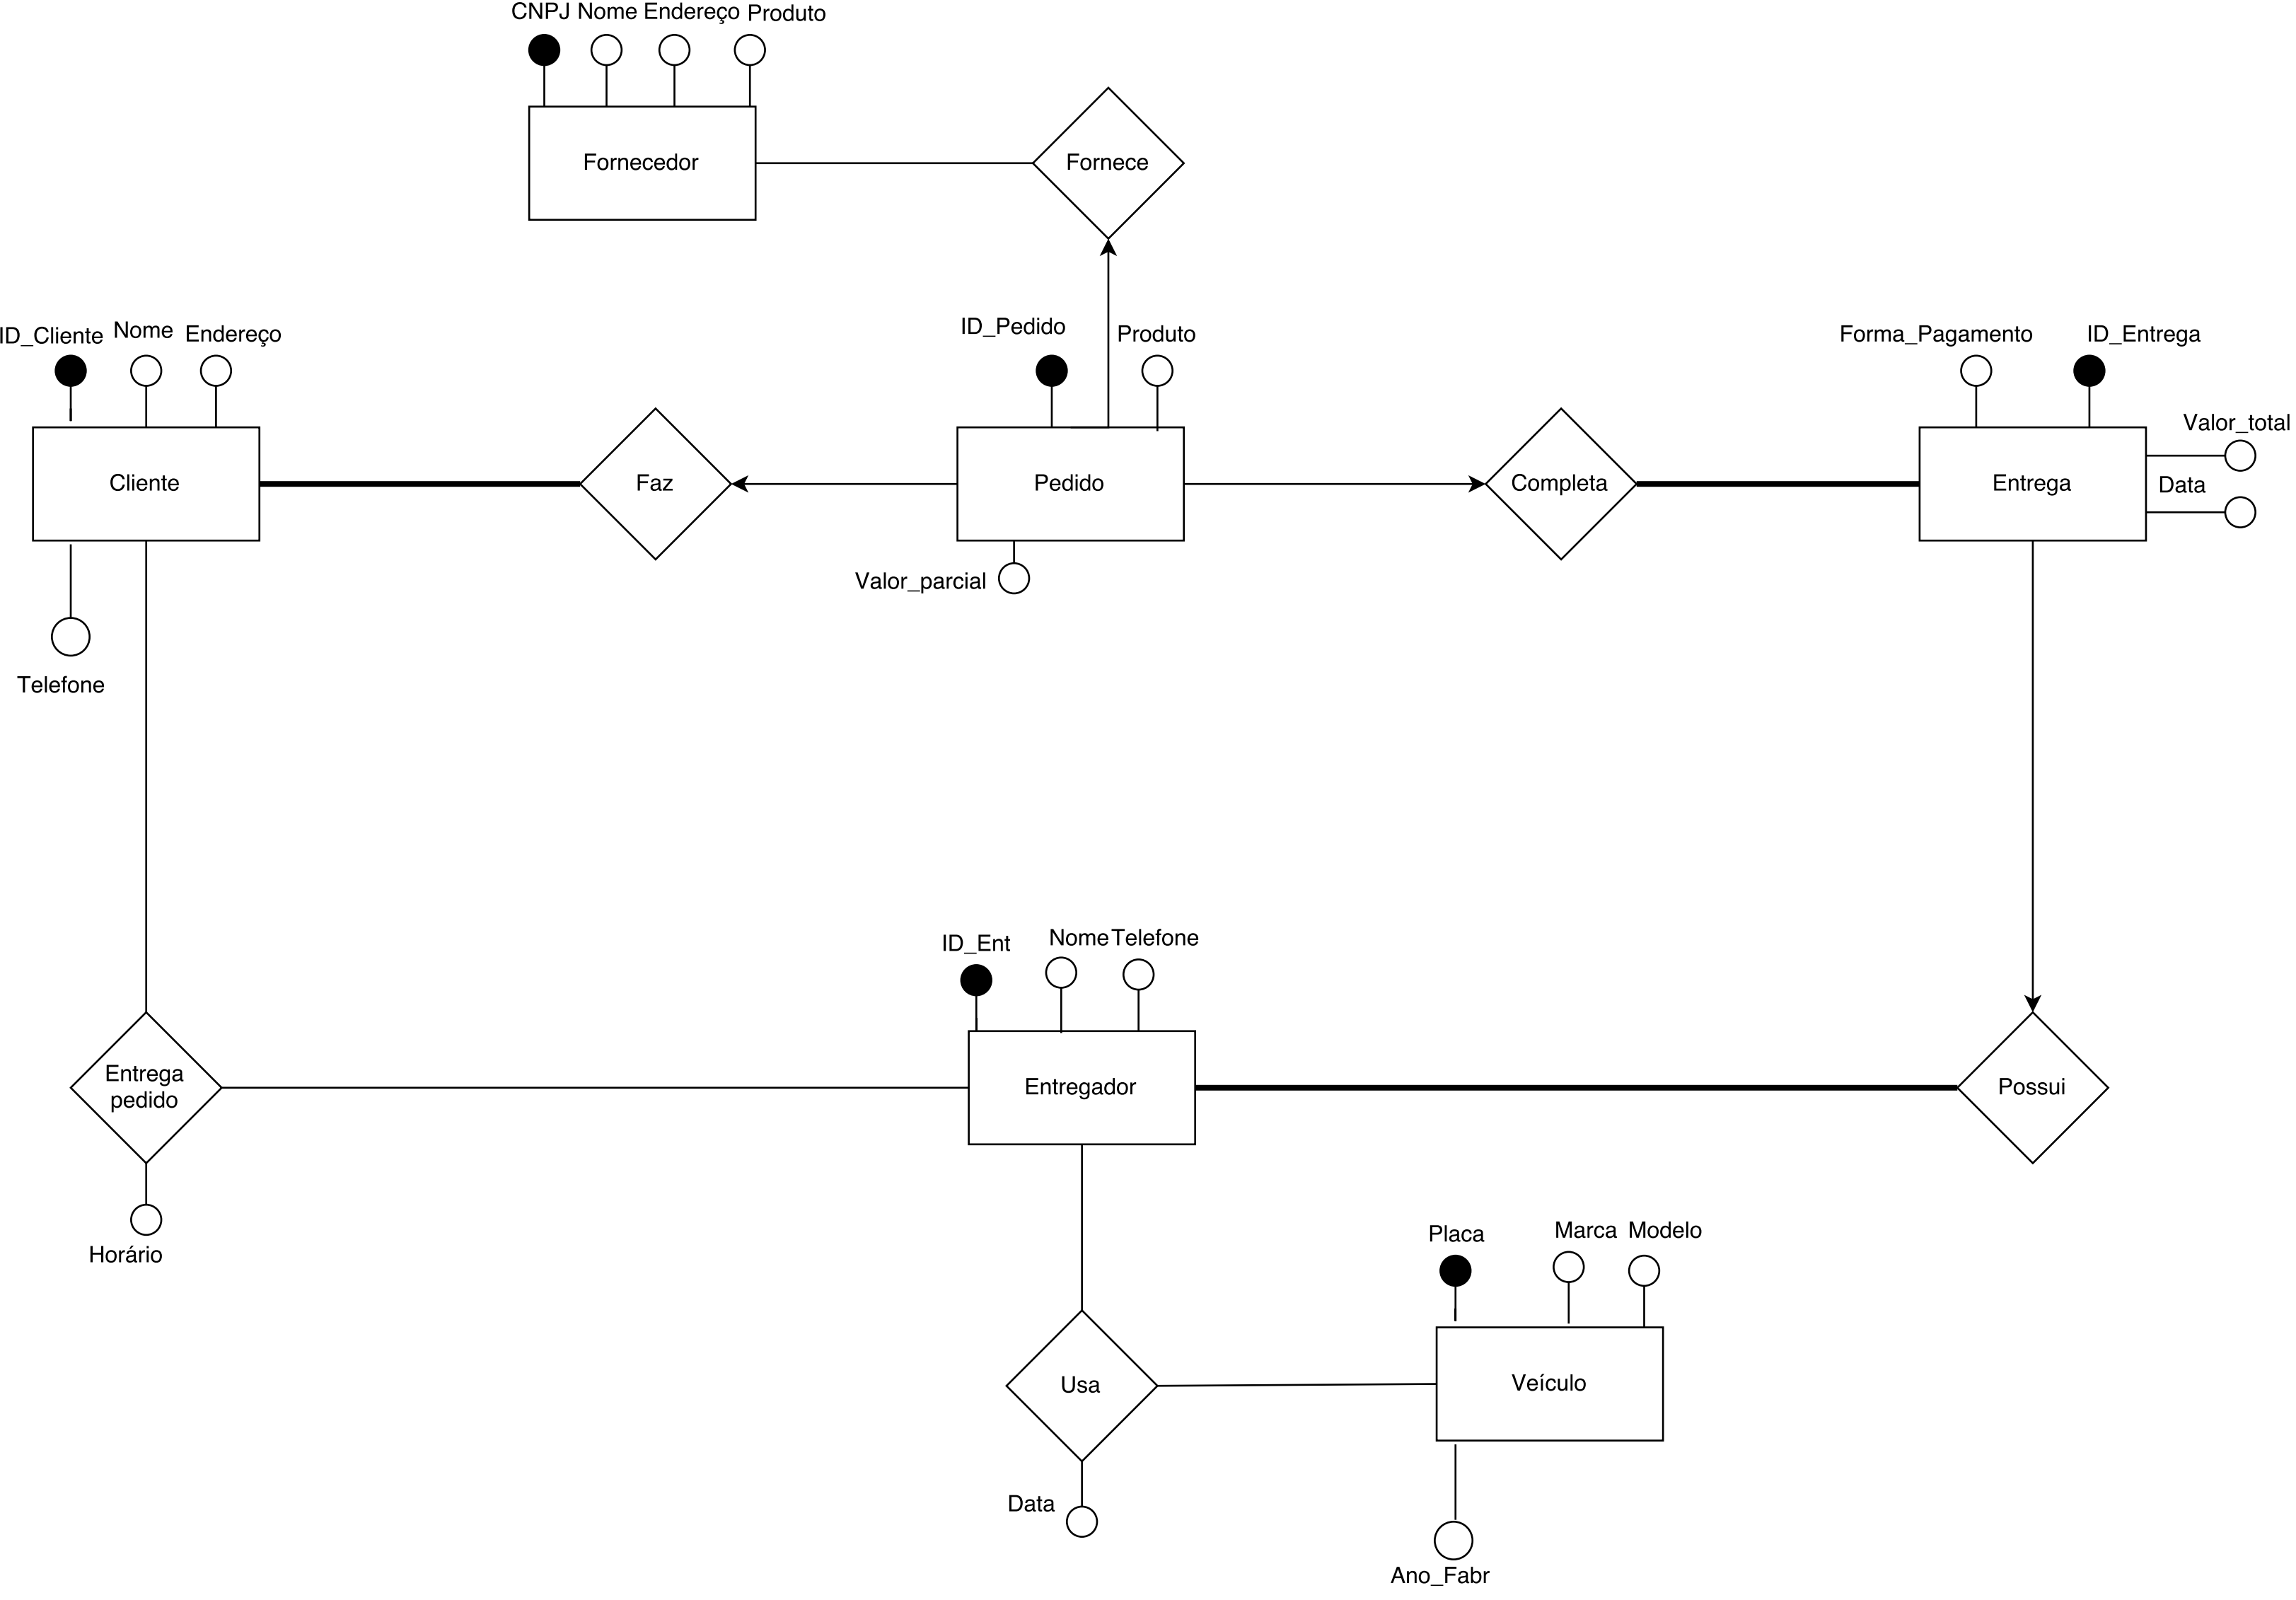 CNPJ Nome Endereço Produto
Fornecedor
Fornece
ID_Cliente Nome Endereço
ID_Pedido
Produto
Forma_Pagamento
ID_Entrega
Valor_total
Cliente
Faz
Pedido
Completa
Entrega
Data
Valor_parcial
Telefone
ID_Ent
Nome Telefone
Entrega
pedido
Entregador
Possui
Horário
Placa
Marca Modelo
Usa
Veículo
Data
Ano_Fabr